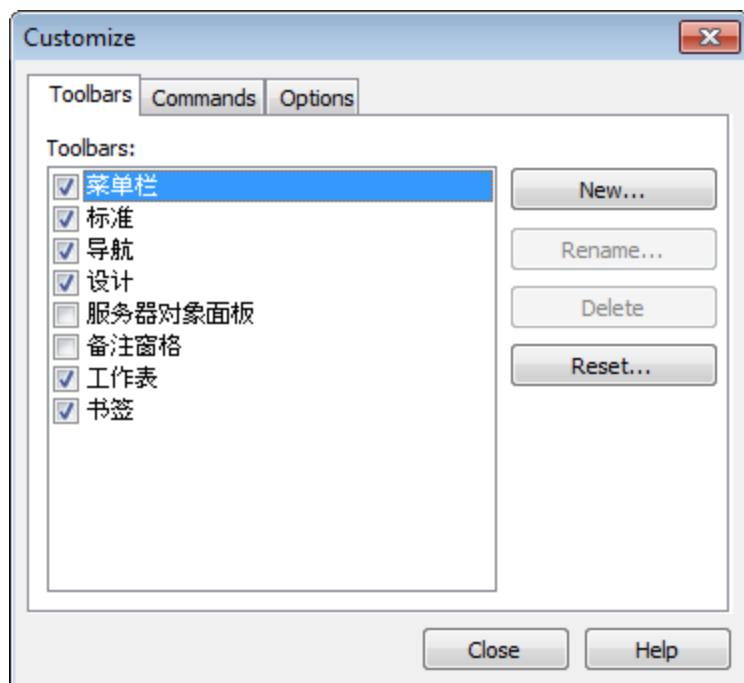 Customize
Toolbars Commands Options
Toolbars:
菜单栏
标准
导航
设计
服务器对象面板
备注窗格
工作表
书签
New...
Rename...
Delete
Reset...
Close Help